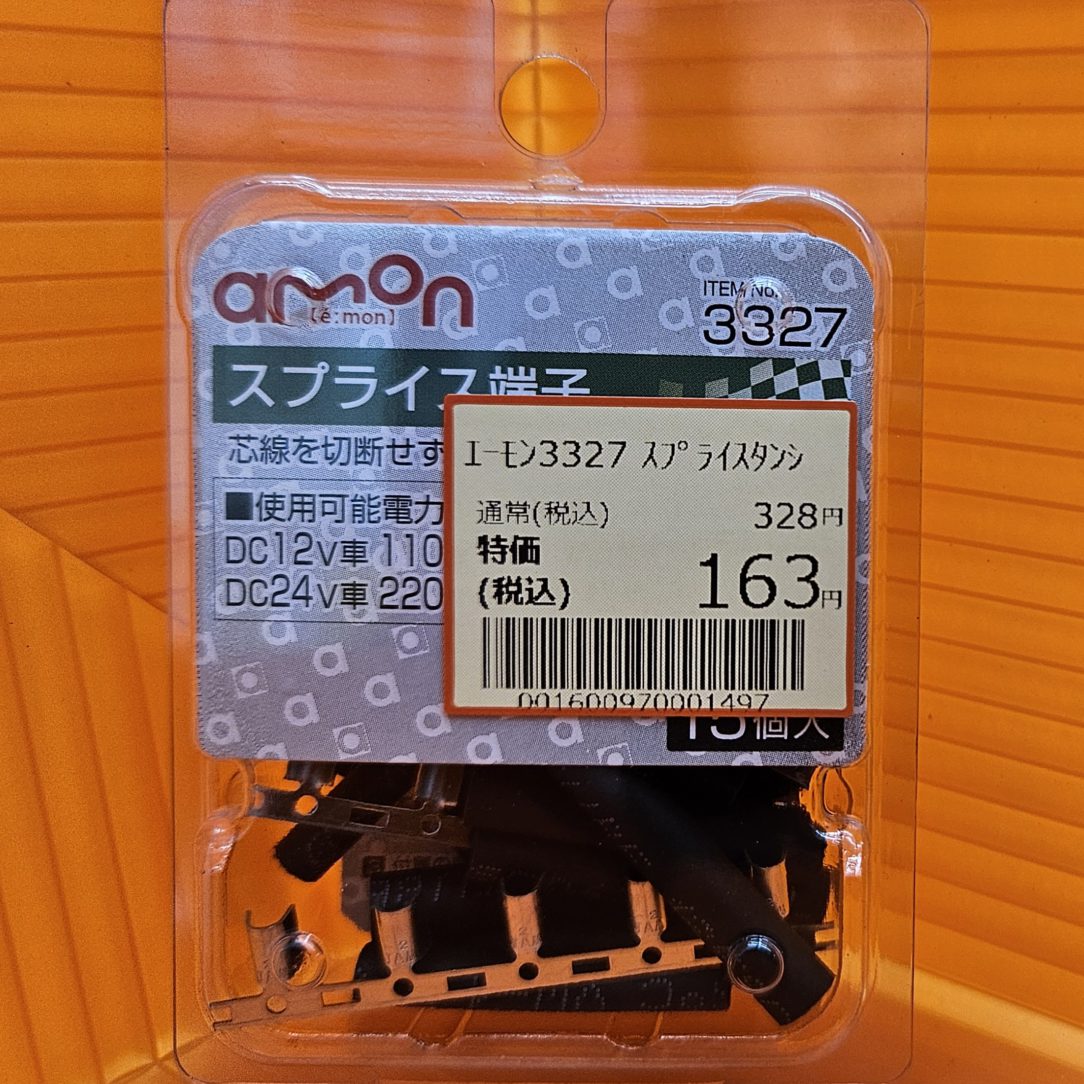 amon
[é:mon]
ITEM No.
3327
スプライス端子
芯線を切断せず
■使用可能電力
DC12V車 110
DC24V車 220
エーモン3327 スプライスタンシ
通常(税込) 328円
特価
(税込) 163円
001600970001497
15個入